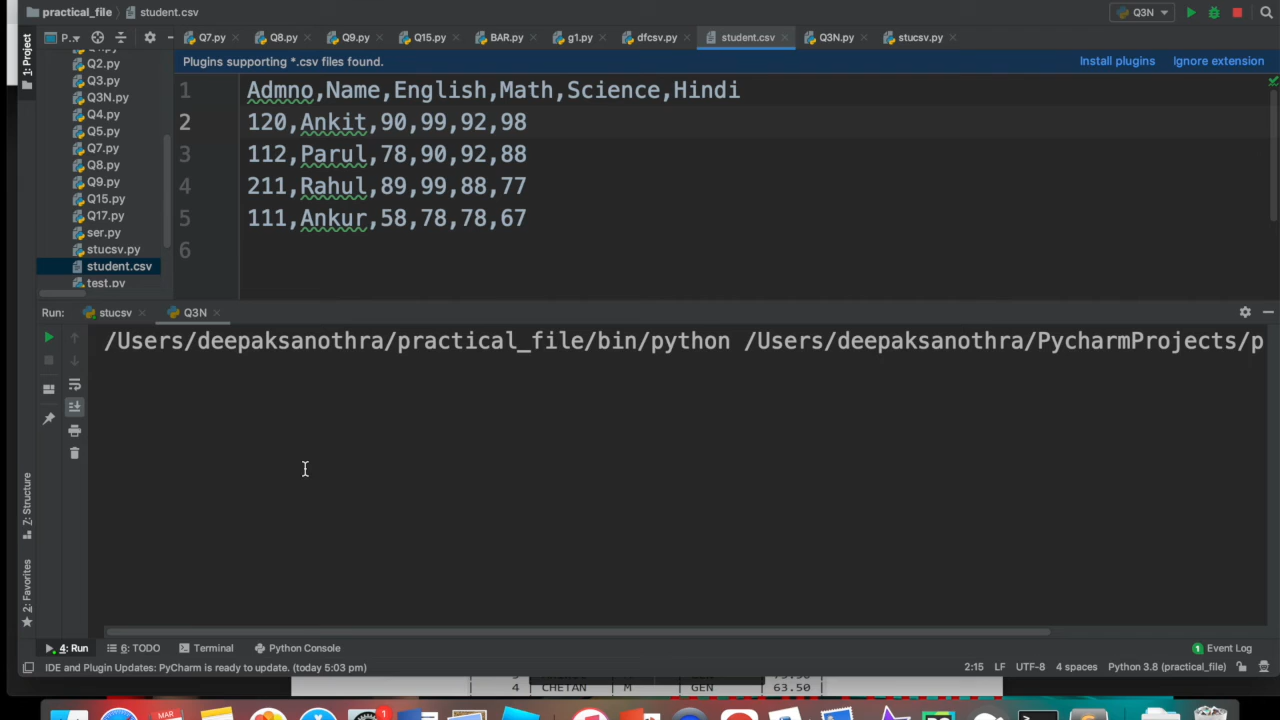 practical_file student.csv Q3N
P.. Q7.py Q8.py Q9.py Q15.py BAR.py g1.py dfcsv.py student.csv Q3N.py stucsv.py
1: Project
Plugins supporting *.csv files found. Install plugins Ignore extension
Q2.py
Q3.py
Q3N.py
Q4.py
Q5.py
Q7.py
Q8.py
Q9.py
Q15.py
Q17.py
ser.py
stucsv.py
student.csv
test.py
1 Admno,Name,English,Math,Science,Hindi
2 120,Ankit,90,99,92,98
3 112,Parul,78,90,92,88
4 211,Rahul,89,99,88,77
5 111,Ankur,58,78,78,67
6
Run: stucsv Q3N
/Users/deepaksanothra/practical_file/bin/python /Users/deepaksanothra/PycharmProjects/p
Z: Structure
2: Favorites
4: Run 6: TODO Terminal Python Console 1 Event Log
IDE and Plugin Updates: PyCharm is ready to update. (today 5:03 pm) 2:15 LF UTF-8 4 spaces Python 3.8 (practical_file)
4 CHETAN M GEN 63.50
MAR 1